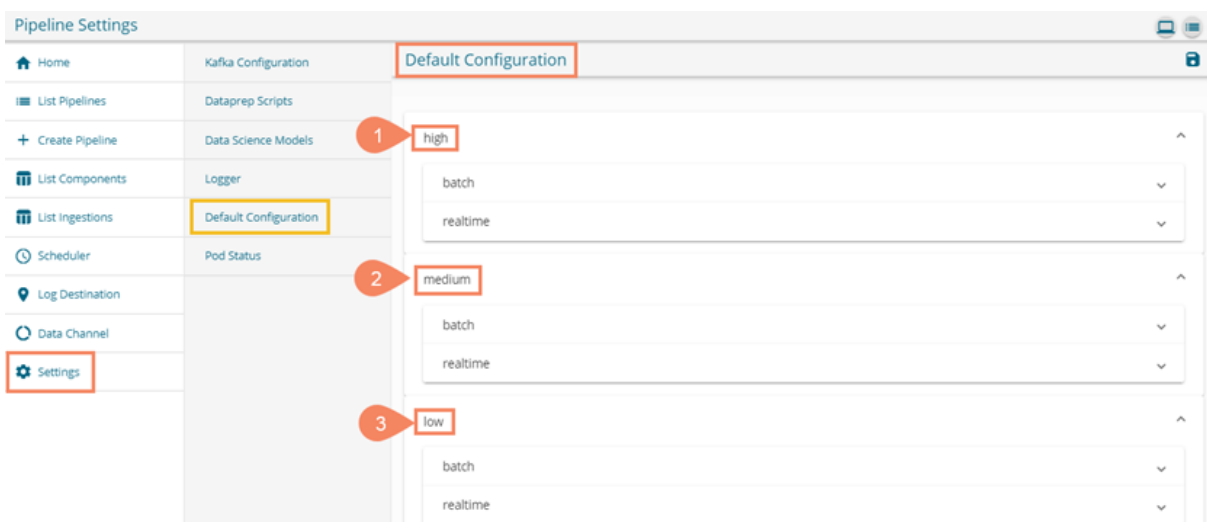 Pipeline Settings
Home
List Pipelines
Create Pipeline
List Components
List Ingestions
Scheduler
Log Destination
Data Channel
Settings
Kafka Configuration
Dataprep Scripts
Data Science Models
Logger
Default Configuration
Pod Status
Default Configuration
1
high
batch
realtime
2
medium
batch
realtime
3
low
batch
realtime